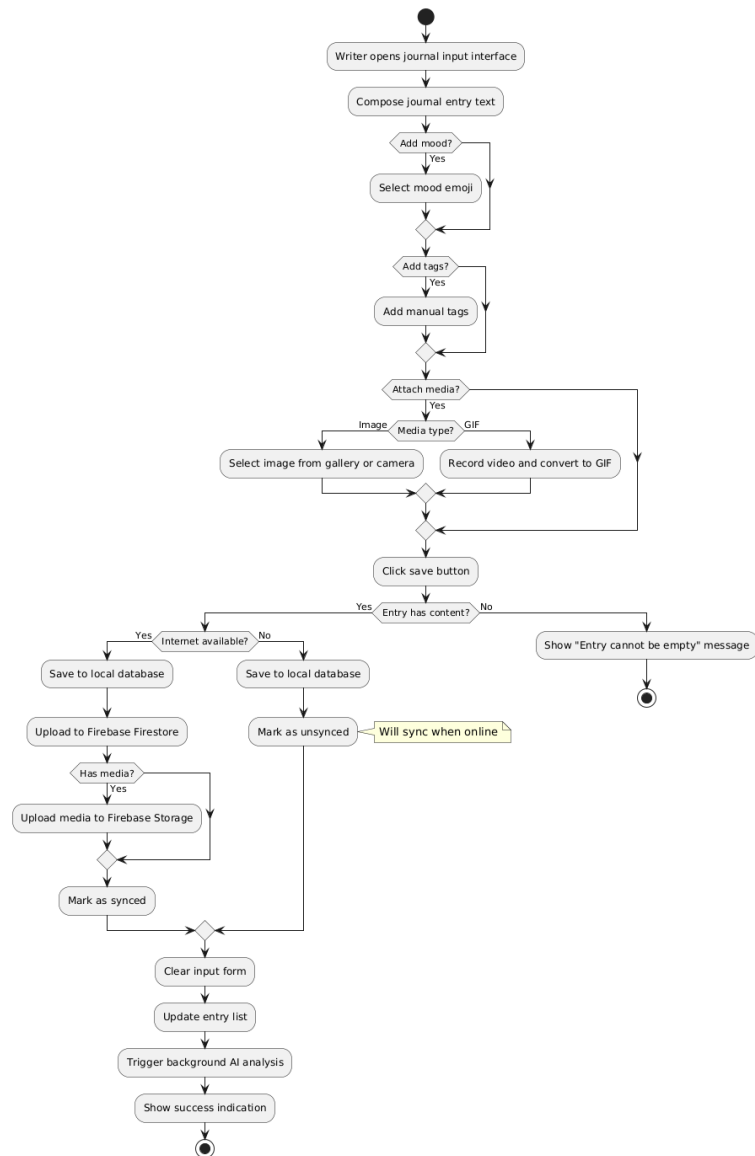 Writer opens journal input interface
Compose journal entry text
Add mood?
Yes
Select mood emoji
Add tags?
Yes
Add manual tags
Attach media?
Yes
Image
Media type?
GIF
Select image from gallery or camera
Record video and convert to GIF
Click save button
Yes
Entry has content?
No
Yes
Internet available?
No
Show "Entry cannot be empty" message
Save to local database
Save to local database
Upload to Firebase Firestore
Mark as unsynced
Will sync when online
Has media?
Yes
Upload media to Firebase Storage
Mark as synced
Clear input form
Update entry list
Trigger background AI analysis
Show success indication